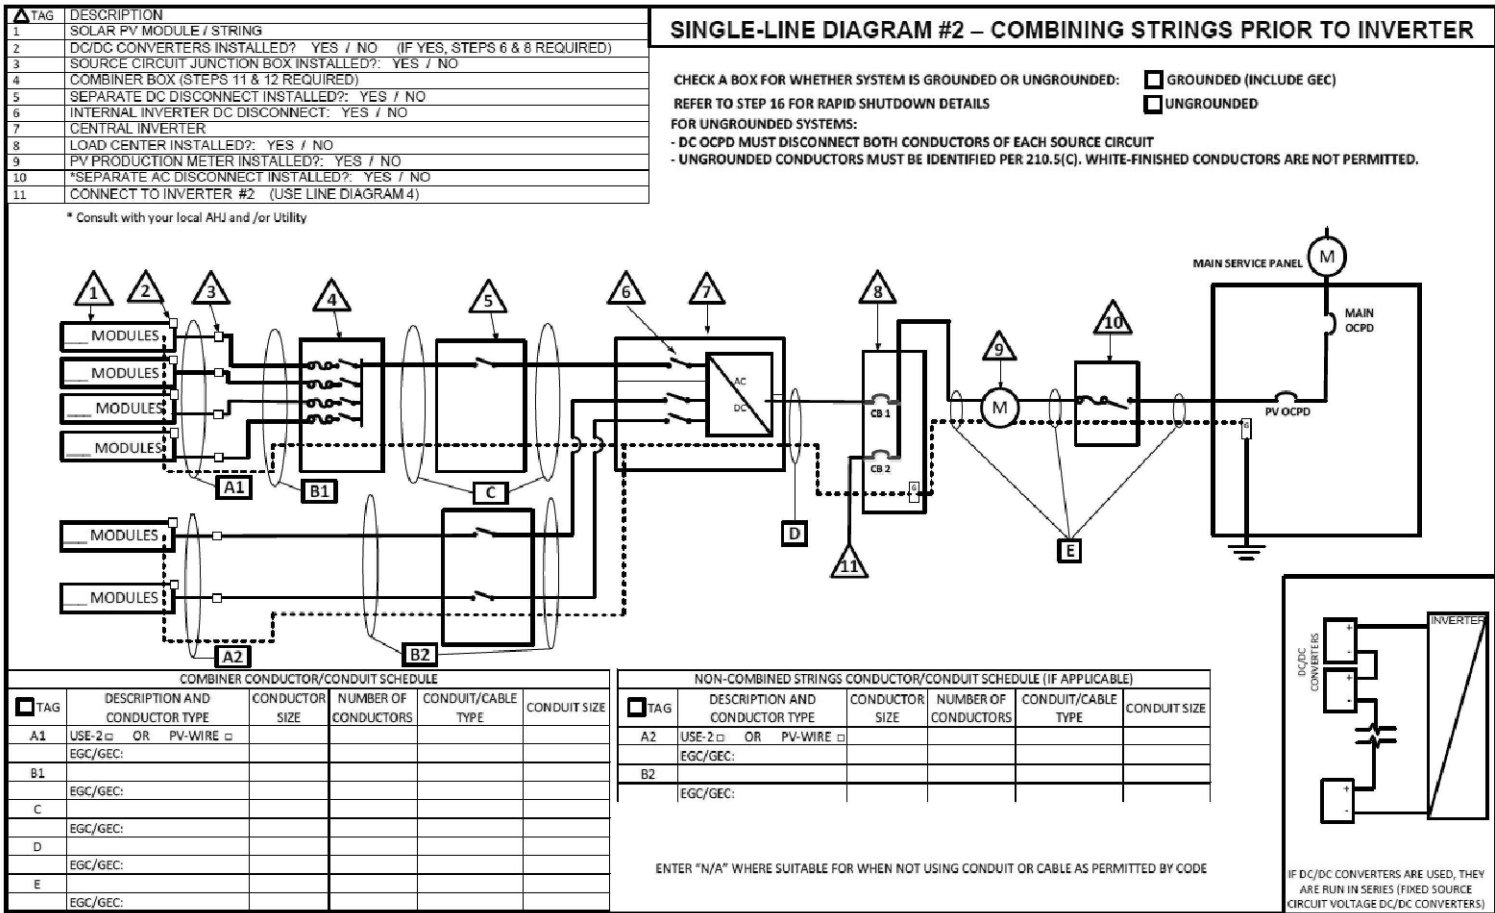 TAG DESCRIPTION
1 SOLAR PV MODULE / STRING
2 DC/DC CONVERTERS INSTALLED? YES / NO (IF YES, STEPS 6 & 8 REQUIRED)
3 SOURCE CIRCUIT JUNCTION BOX INSTALLED?: YES / NO
4 COMBINER BOX (STEPS 11 & 12 REQUIRED)
5 SEPARATE DC DISCONNECT INSTALLED?: YES / NO
6 INTERNAL INVERTER DC DISCONNECT: YES / NO
7 CENTRAL INVERTER
8 LOAD CENTER INSTALLED?: YES / NO
9 PV PRODUCTION METER INSTALLED?: YES / NO
10 *SEPARATE AC DISCONNECT INSTALLED?: YES / NO
11 CONNECT TO INVERTER #2 (USE LINE DIAGRAM 4)
* Consult with your local AHJ and /or Utility
SINGLE-LINE DIAGRAM #2 – COMBINING STRINGS PRIOR TO INVERTER
CHECK A BOX FOR WHETHER SYSTEM IS GROUNDED OR UNGROUNDED:
GROUNDED (INCLUDE GEC)
REFER TO STEP 16 FOR RAPID SHUTDOWN DETAILS
UNGROUNDED
FOR UNGROUNDED SYSTEMS:
- DC OCPD MUST DISCONNECT BOTH CONDUCTORS OF EACH SOURCE CIRCUIT
- UNGROUNDED CONDUCTORS MUST BE IDENTIFIED PER 210.5(C). WHITE-FINISHED CONDUCTORS ARE NOT PERMITTED.
1
2
3
4
5
6
7
8
9
10
MAIN SERVICE PANEL
M
MAIN
OCPD
___ MODULES
___ MODULES
___ MODULES
___ MODULES
AC
DC
CB 1
CB 2
M
PV OCPD
G
G
A1
B1
C
D
E
11
___ MODULES
___ MODULES
A2
B2
COMBINER CONDUCTOR/CONDUIT SCHEDULE
TAG DESCRIPTION AND CONDUCTOR TYPE CONDUCTOR SIZE NUMBER OF CONDUCTORS CONDUIT/CABLE TYPE CONDUIT SIZE
A1 USE-2 □ OR PV-WIRE □
EGC/GEC:
B1
EGC/GEC:
C
EGC/GEC:
D
EGC/GEC:
E
EGC/GEC:
NON-COMBINED STRINGS CONDUCTOR/CONDUIT SCHEDULE (IF APPLICABLE)
TAG DESCRIPTION AND CONDUCTOR TYPE CONDUCTOR SIZE NUMBER OF CONDUCTORS CONDUIT/CABLE TYPE CONDUIT SIZE
A2 USE-2 □ OR PV-WIRE □
EGC/GEC:
B2
EGC/GEC:
ENTER "N/A" WHERE SUITABLE FOR WHEN NOT USING CONDUIT OR CABLE AS PERMITTED BY CODE
DC/DC
CONVERTERS
INVERTER
+
-
+
-
+
-
IF DC/DC CONVERTERS ARE USED, THEY
ARE RUN IN SERIES (FIXED SOURCE
CIRCUIT VOLTAGE DC/DC CONVERTERS)